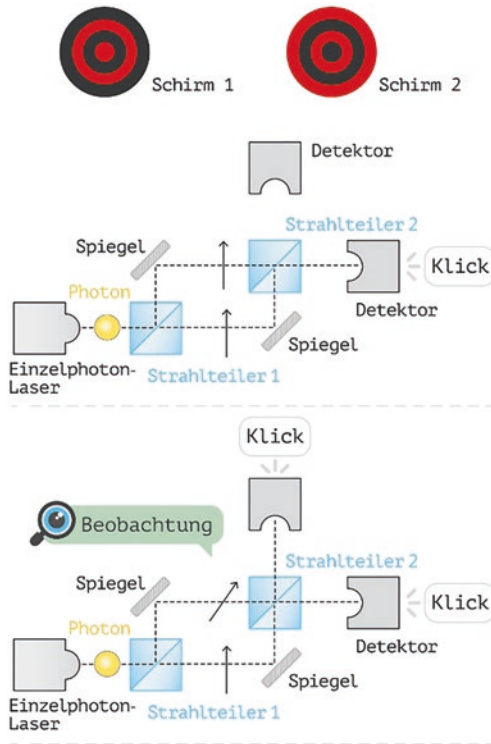 Schirm 1
Schirm 2
Detektor
Strahlteiler 2
Spiegel
Klick
Photon
Detektor
Spiegel
Einzelphoton-
Laser
Strahlteiler 1
Klick
Beobachtung
Strahlteiler 2
Spiegel
Klick
Photon
Detektor
Spiegel
Einzelphoton-
Laser
Strahlteiler 1